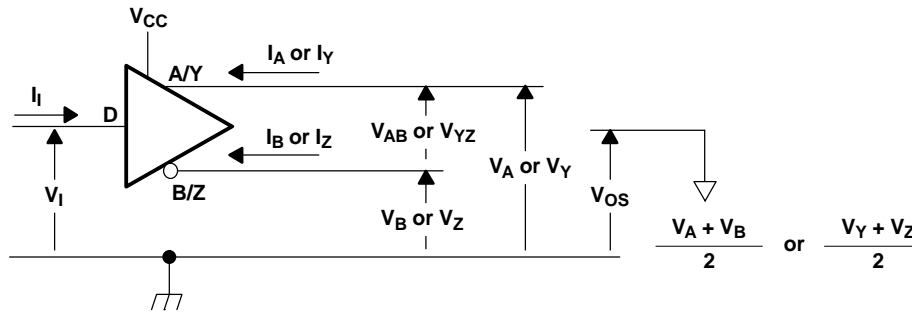 VCC
IA or IY
A/Y
II
D
IB or IZ
B/Z
VI
VAB or VYZ
VA or VY
VB or VZ
VOS
VA + VB
2
or
VY + VZ
2